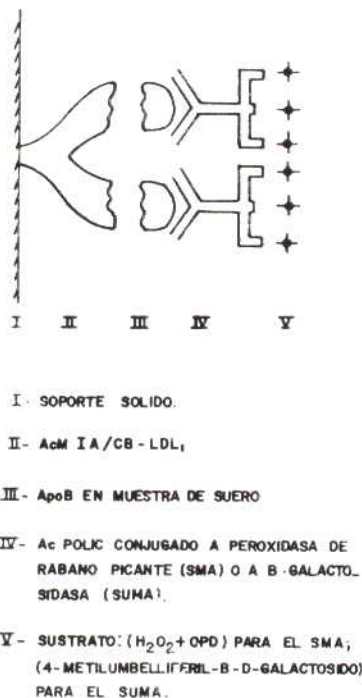 I II III IV V
I · SOPORTE SOLIDO.
II- AcM IA/CB-LDL₁
III- ApoB EN MUESTRA DE SUERO
IV- Ac POLIC CONJUGADO A PEROXIDASA DE
RABANO PICANTE (SMA) O A B-GALACTO-
SIDASA (SUMA).
V- SUSTRATO: (H₂O₂+ OPD) PARA EL SMA;
(4-METILUMBELLIFERIL-B-D-GALACTOSIDO)
PARA EL SUMA.